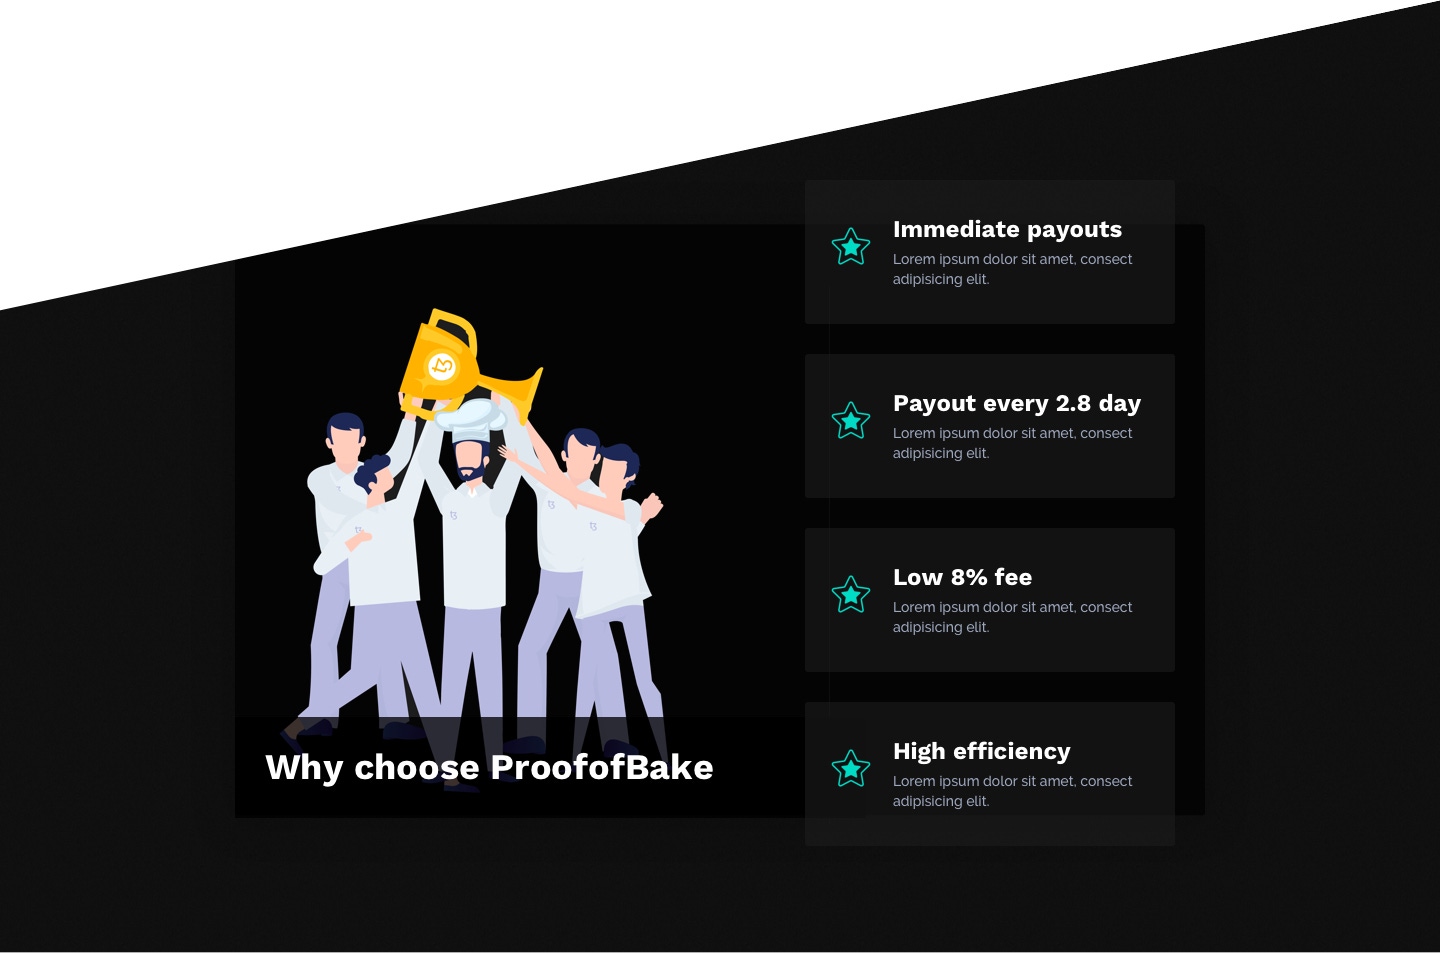 Immediate payouts
Lorem ipsum dolor sit amet, consect
adipisicing elit.
Payout every 2.8 day
Lorem ipsum dolor sit amet, consect
adipisicing elit.
Low 8% fee
Lorem ipsum dolor sit amet, consect
adipisicing elit.
High efficiency
Lorem ipsum dolor sit amet, consect
adipisicing elit.
Why choose ProofofBake